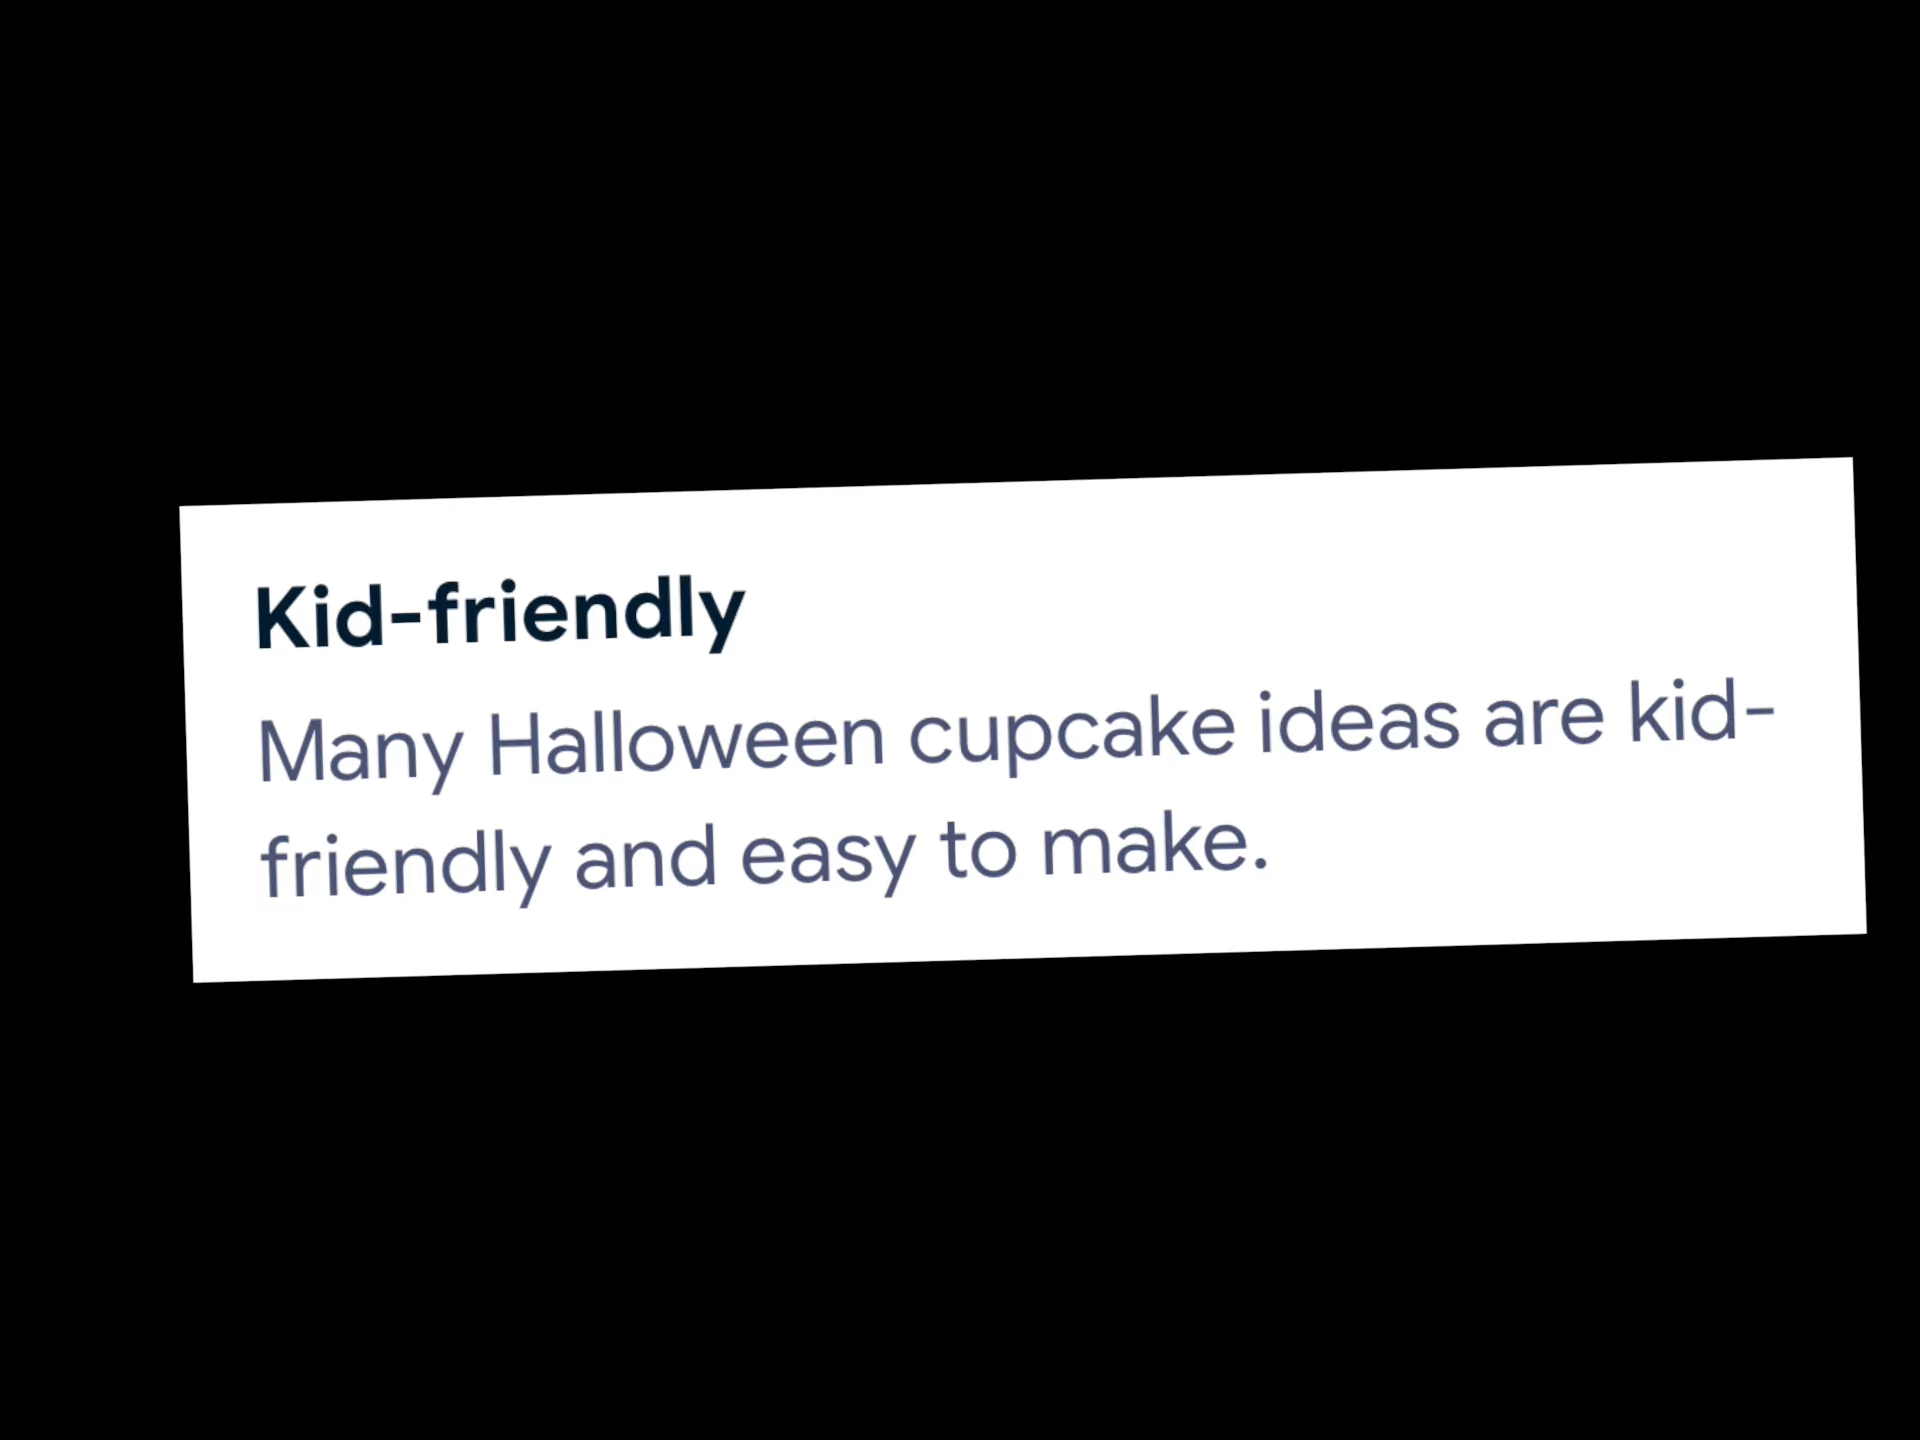 Kid-friendly
Many Halloween cupcake ideas are kid-
friendly and easy to make.